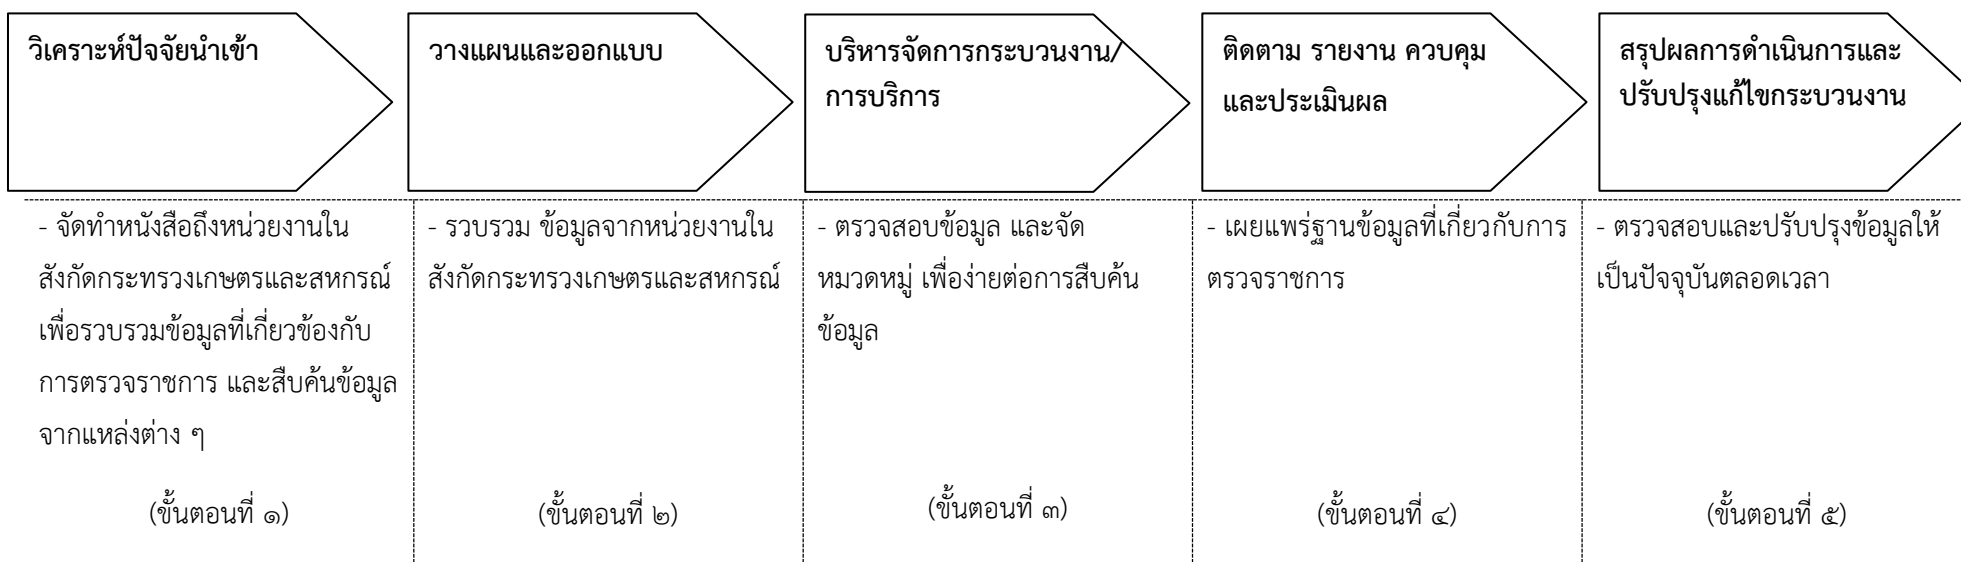 วิเคราะห์ปัจจัยนำเข้า
วางแผนและออกแบบ
บริหารจัดการกระบวนงาน/
การบริการ
ติดตาม รายงาน ควบคุม
และประเมินผล
สรุปผลการดำเนินการและ
ปรับปรุงแก้ไขกระบวนงาน
- จัดทำหนังสือถึงหน่วยงานใน
สังกัดกระทรวงเกษตรและสหกรณ์
เพื่อรวบรวมข้อมูลที่เกี่ยวข้องกับ
การตรวจราชการ และสืบค้นข้อมูล
จากแหล่งต่าง ๆ
(ขั้นตอนที่ ๑)
- รวบรวม ข้อมูลจากหน่วยงานใน
สังกัดกระทรวงเกษตรและสหกรณ์
(ขั้นตอนที่ ๒)
- ตรวจสอบข้อมูล และจัด
หมวดหมู่ เพื่อง่ายต่อการสืบค้น
ข้อมูล
(ขั้นตอนที่ ๓)
- เผยแพร่ฐานข้อมูลที่เกี่ยวกับการ
ตรวจราชการ
(ขั้นตอนที่ ๔)
- ตรวจสอบและปรับปรุงข้อมูลให้
เป็นปัจจุบันตลอดเวลา
(ขั้นตอนที่ ๕)